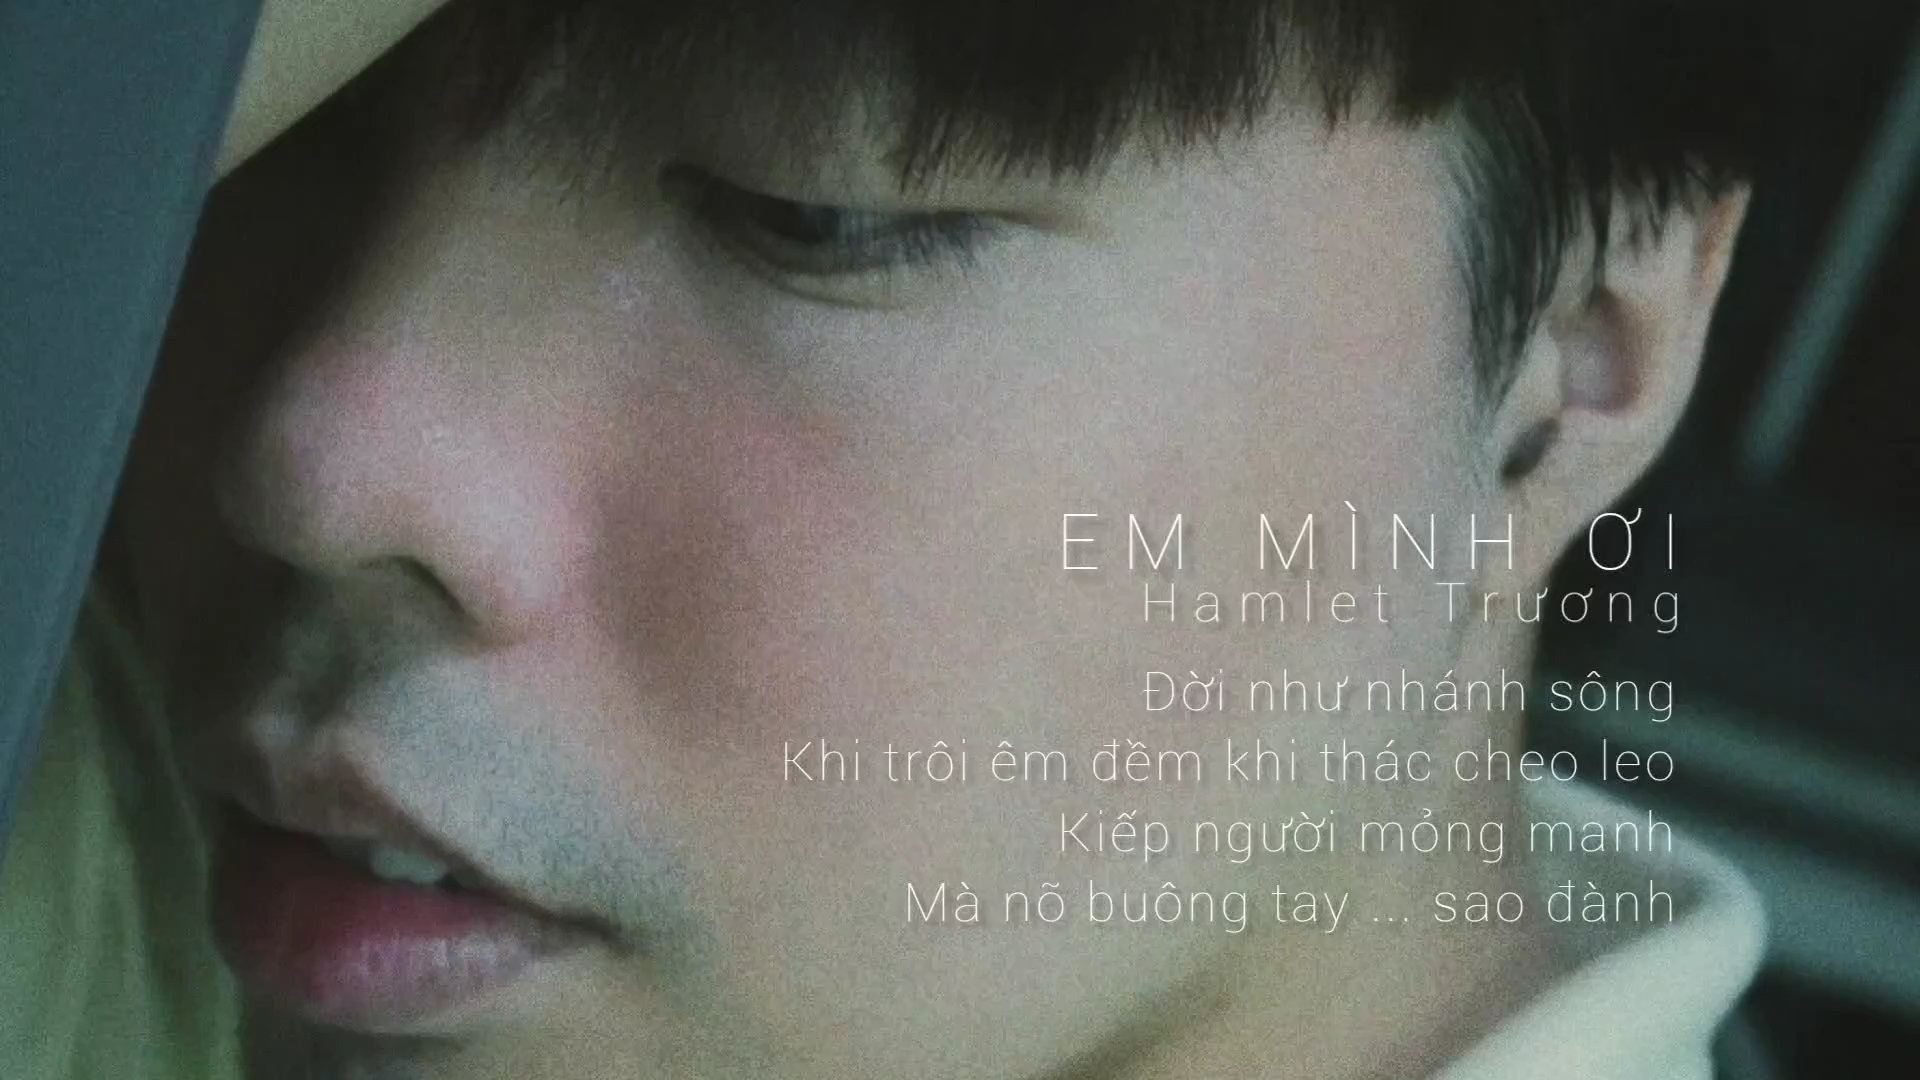 EM MÌNH ƠI
Hamlet Trương
Đời như nhánh sông
Khi trôi êm đềm khi thác cheo leo
Kiếp người mỏng manh
Mà nõ buông tay ... sao đành